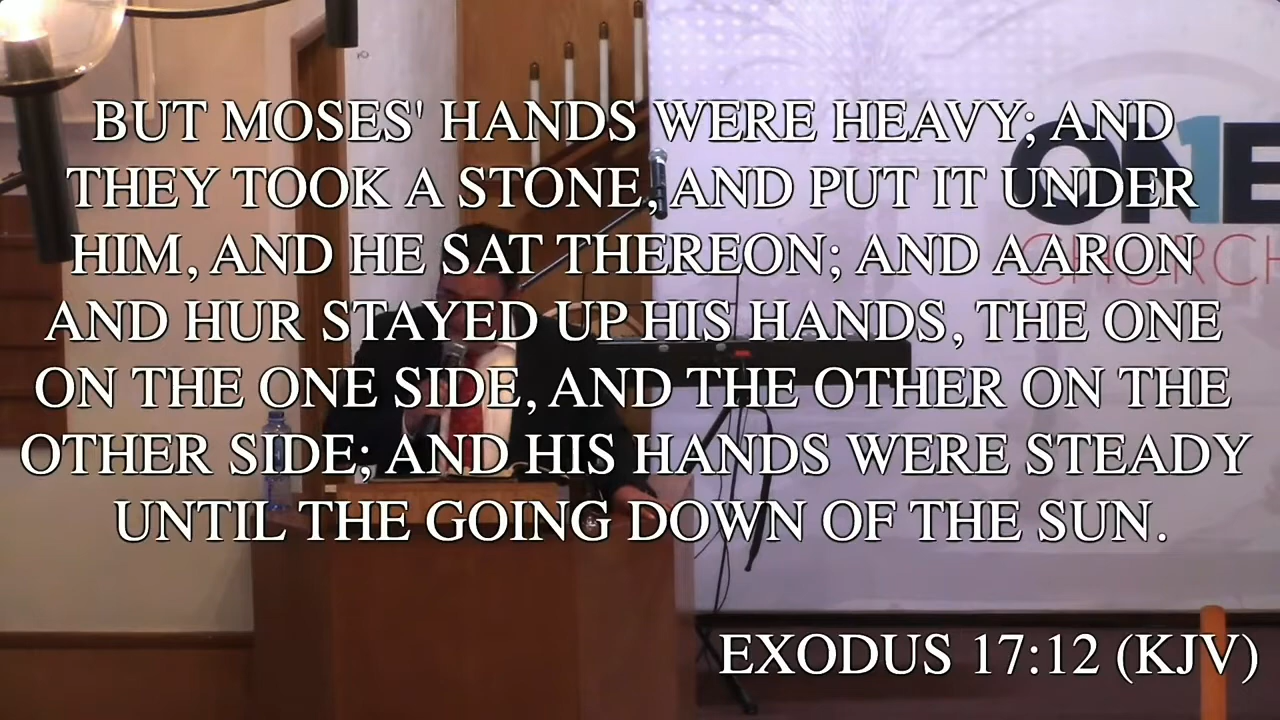 BUT MOSES' HANDS WERE HEAVY; AND
THEY TOOK A STONE, AND PUT IT UNDER
HIM, AND HE SAT THEREON; AND AARON
AND HUR STAYED UP HIS HANDS, THE ONE
ON THE ONE SIDE, AND THE OTHER ON THE
OTHER SIDE; AND HIS HANDS WERE STEADY
UNTIL THE GOING DOWN OF THE SUN.
EXODUS 17:12 (KJV)
ON1E
CHURCH